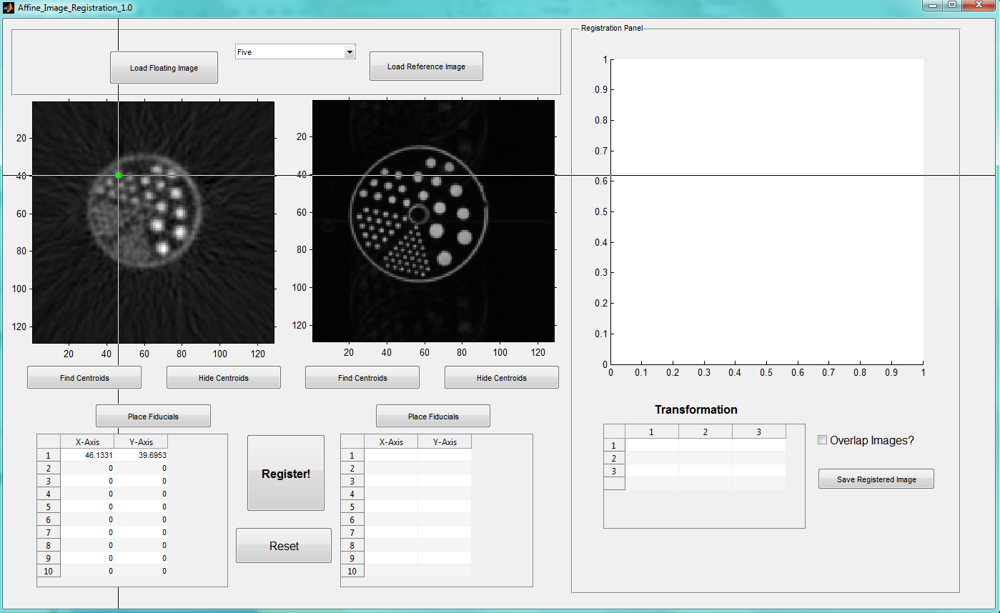 Affine_Image_Registration_1.0
Load Floating Image
Five
Load Reference Image
20
40
60
80
100
120
20 40 60 80 100 120
20
40
60
80
100
120
20 40 60 80 100 120
Find Centroids
Hide Centroids
Find Centroids
Hide Centroids
Place Fiducials
Place Fiducials
X-Axis Y-Axis
1 46.1331 39.6953
2 0 0
3 0 0
4 0 0
5 0 0
6 0 0
7 0 0
8 0 0
9 0 0
10 0 0
Register!
Reset
X-Axis Y-Axis
1
2
3
4
5
6
7
8
9
10
Registration Panel
1
0.9
0.8
0.7
0.6
0.5
0.4
0.3
0.2
0.1
0
0 0.1 0.2 0.3 0.4 0.5 0.6 0.7 0.8 0.9 1
Transformation
1 2 3
1
2
3
Overlap Images?
Save Registered Image